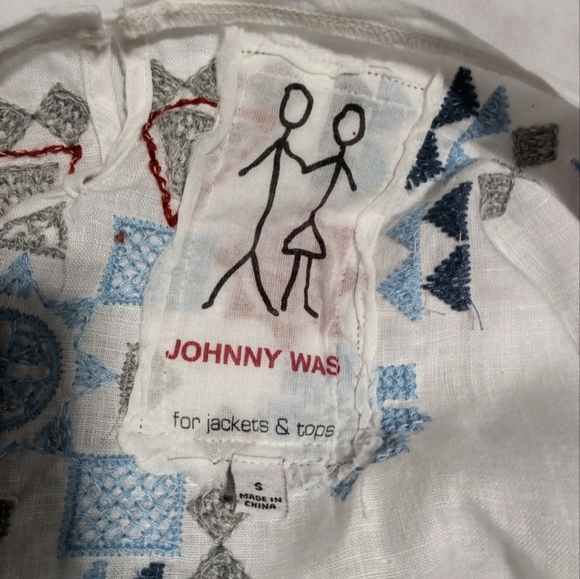 JOHNNY WAS
for jackets & tops
S
MADE IN
CHINA